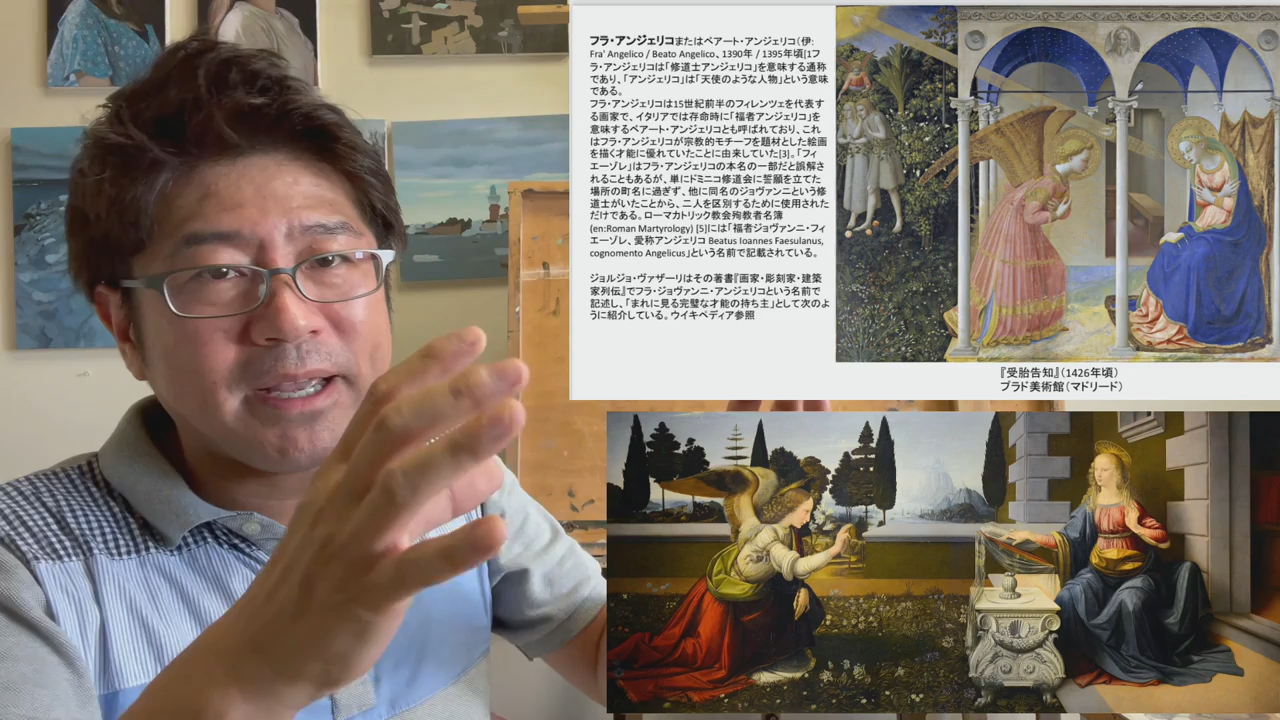 フラ・アンジェリコまたはベアート・アンジェリコ（伊:
Fra' Angelico / Beato Angelico、1390年 / 1395年頃[1フ
ラ・アンジェリコは「修道士アンジェリコ」を意味する通称
であり、「アンジェリコ」は「天使のような人物」という意味
である。
フラ・アンジェリコは15世紀前半のフィレンツェを代表す
る画家で、イタリアでは存命時に「福者アンジェリコ」を
意味するベアート・アンジェリコとも呼ばれており、これ
はフラ・アンジェリコが宗教的モチーフを題材とした絵画
を描く才能に優れていたことに由来していた[3]。「フィ
エーゾレ」はフラ・アンジェリコの本名の一部だと誤解さ
れることもあるが、単にドミニコ修道会に誓願を立てた
場所の町名に過ぎず、他に同名のジョヴァンニという修
道士がいたことから、二人を区別するために使用された
だけである。ローマカトリック教会殉教者名簿
(en:Roman Martyrology) [5]には「福者ジョヴァンニ・フィ
エーゾレ、愛称アンジェリコ Beatus Ioannes Faesulanus,
cognomento Angelicus」という名前で記載されている。
ジョルジョ・ヴァザーリはその著書『画家・彫刻家・建築
家列伝』でフラ・ジョヴァンニ・アンジェリコという名前で
記述し、「まれに見る完璧な才能の持ち主」として次のよ
うに紹介している。ウイキペディア参照
『受胎告知』（1426年頃）
プラド美術館（マドリード）